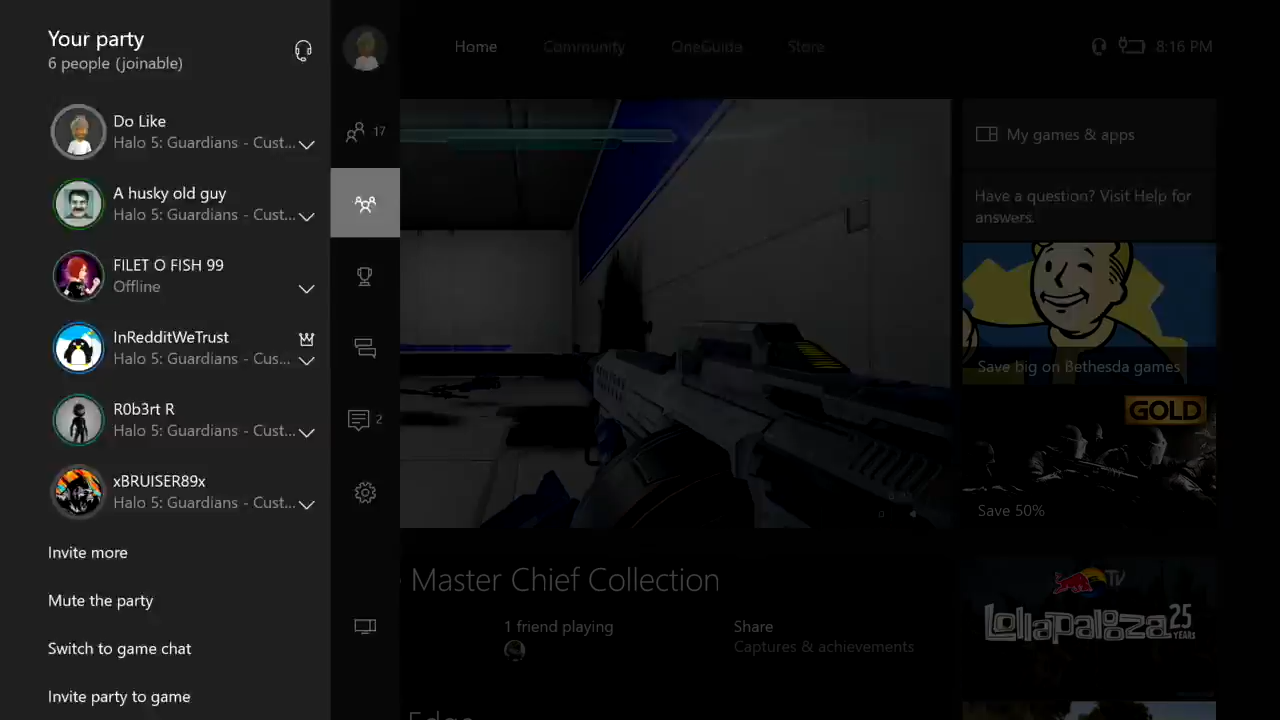 Your party
6 people (joinable)
Do Like
Halo 5: Guardians - Cust...
A husky old guy
Halo 5: Guardians - Cust...
FILET O FISH 99
Offline
InRedditWeTrust
Halo 5: Guardians - Cus...
R0b3rt R
Halo 5: Guardians - Cust...
xBRUISER89x
Halo 5: Guardians - Cust...
Invite more
Mute the party
Switch to game chat
Invite party to game
17
2
Home Community OneGuide Store
8:16 PM
My games & apps
Have a question? Visit Help for
answers.
Save big on Bethesda games
GOLD
Save 50%
Master Chief Collection
1 friend playing
Share
Captures & achievements
Red Bull TV
Lollapalooza 25
YEARS
Edge